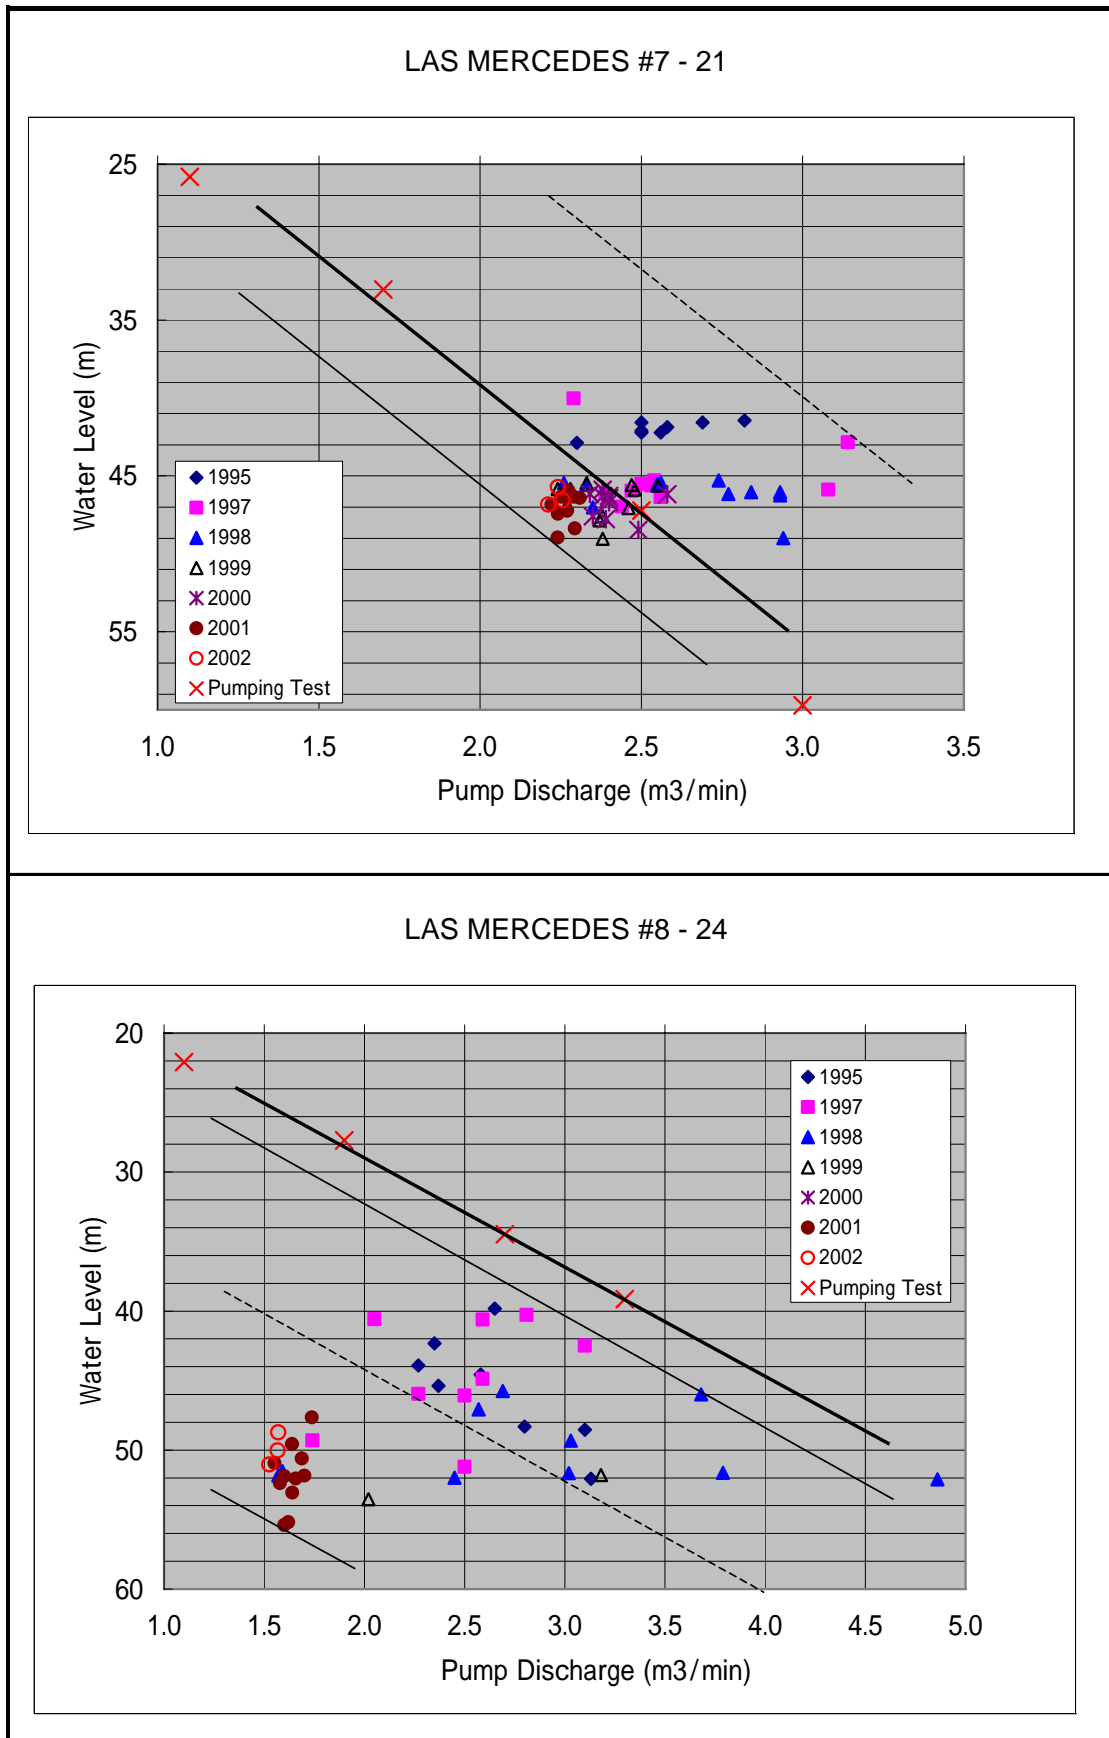 LAS MERCEDES #7 - 21
25
35
45
55
Water Level (m)
1995
1997
1998
1999
2000
2001
2002
Pumping Test
1.0 1.5 2.0 2.5 3.0 3.5
Pump Discharge (m3/min)
LAS MERCEDES #8 - 24
20
30
40
50
60
Water Level (m)
1995
1997
1998
1999
2000
2001
2002
Pumping Test
1.0 1.5 2.0 2.5 3.0 3.5 4.0 4.5 5.0
Pump Discharge (m3/min)